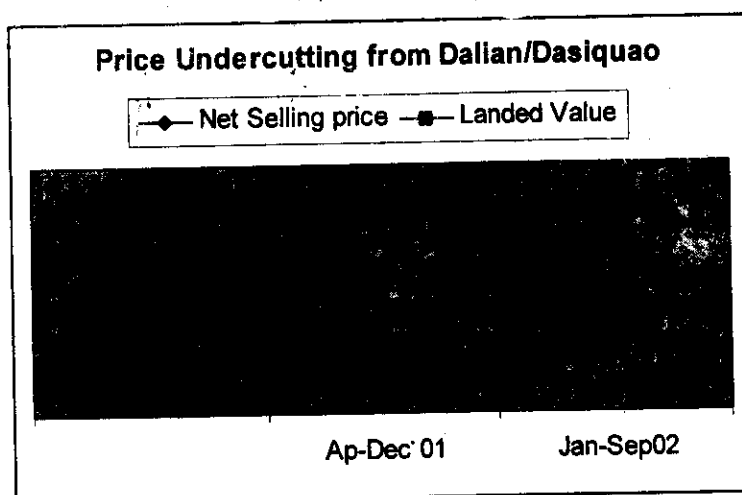 Price Undercutting from Dalian/Dasiquao
Net Selling price Landed Value
Ap-Dec'01 Jan-Sep02